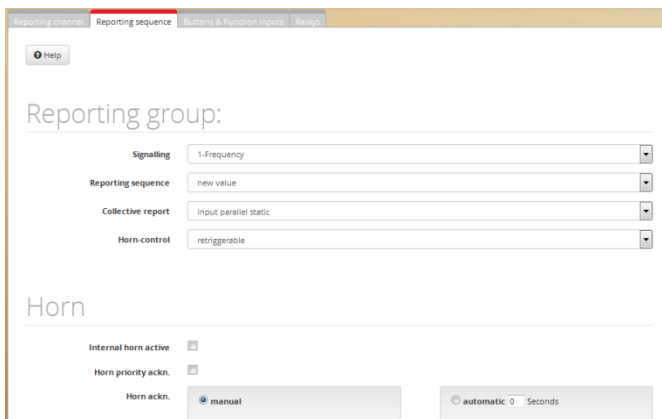 Reporting channel Reporting sequence Buttons & Function inputs Relays
Help
Reporting group:
Signalling 1-Frequency
Reporting sequence new value
Collective report input parallel static
Horn-control retriggerable
Horn
Internal horn active
Horn priority ackn.
Horn ackn. manual automatic 0 Seconds